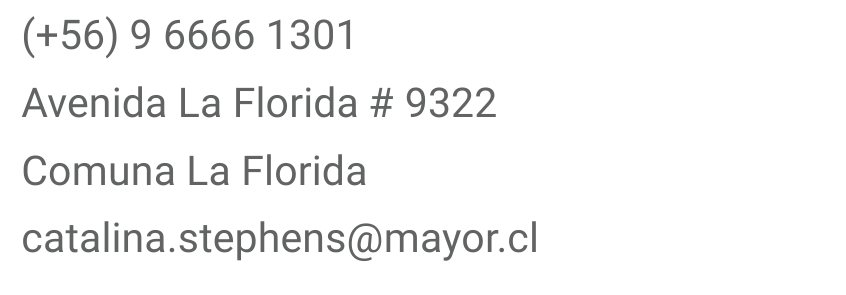 (+56) 9 6666 1301
Avenida La Florida # 9322
Comuna La Florida
catalina.stephens@mayor.cl